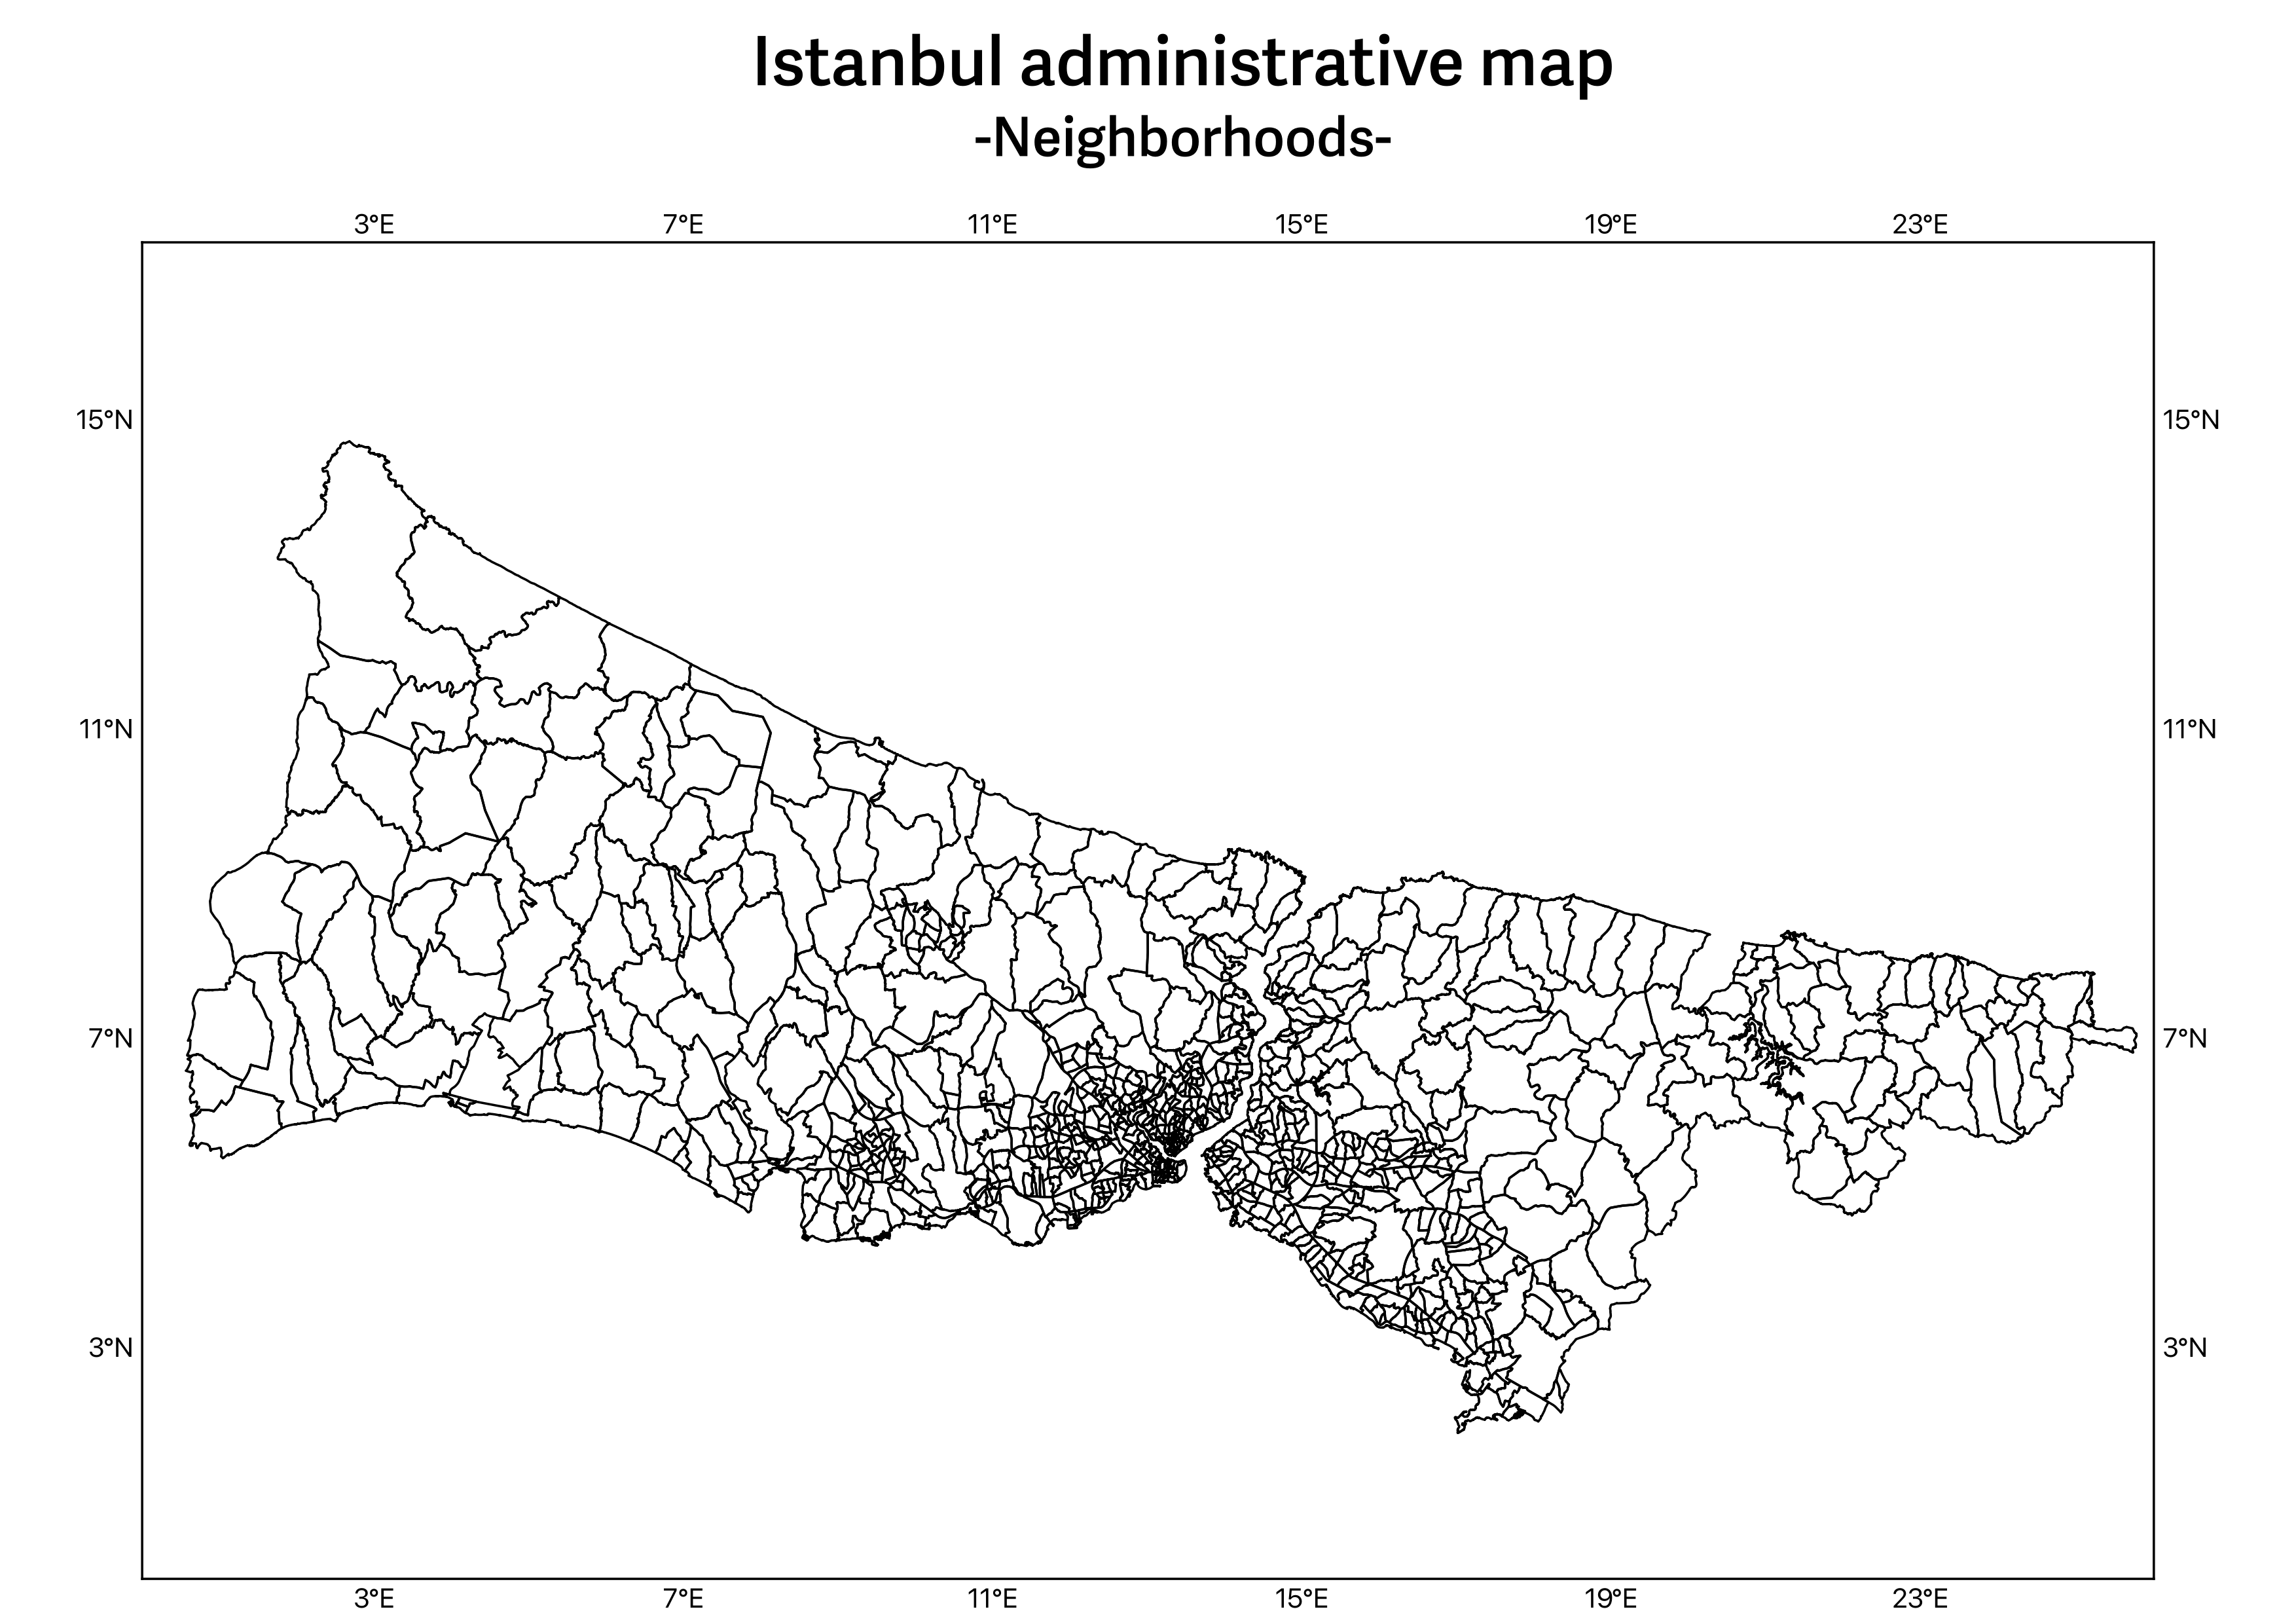 Istanbul administrative map
-Neighborhoods-
3°E 7°E 11°E 15°E 19°E 23°E
15°N 15°N
11°N 11°N
7°N 7°N
3°N 3°N
3°E 7°E 11°E 15°E 19°E 23°E